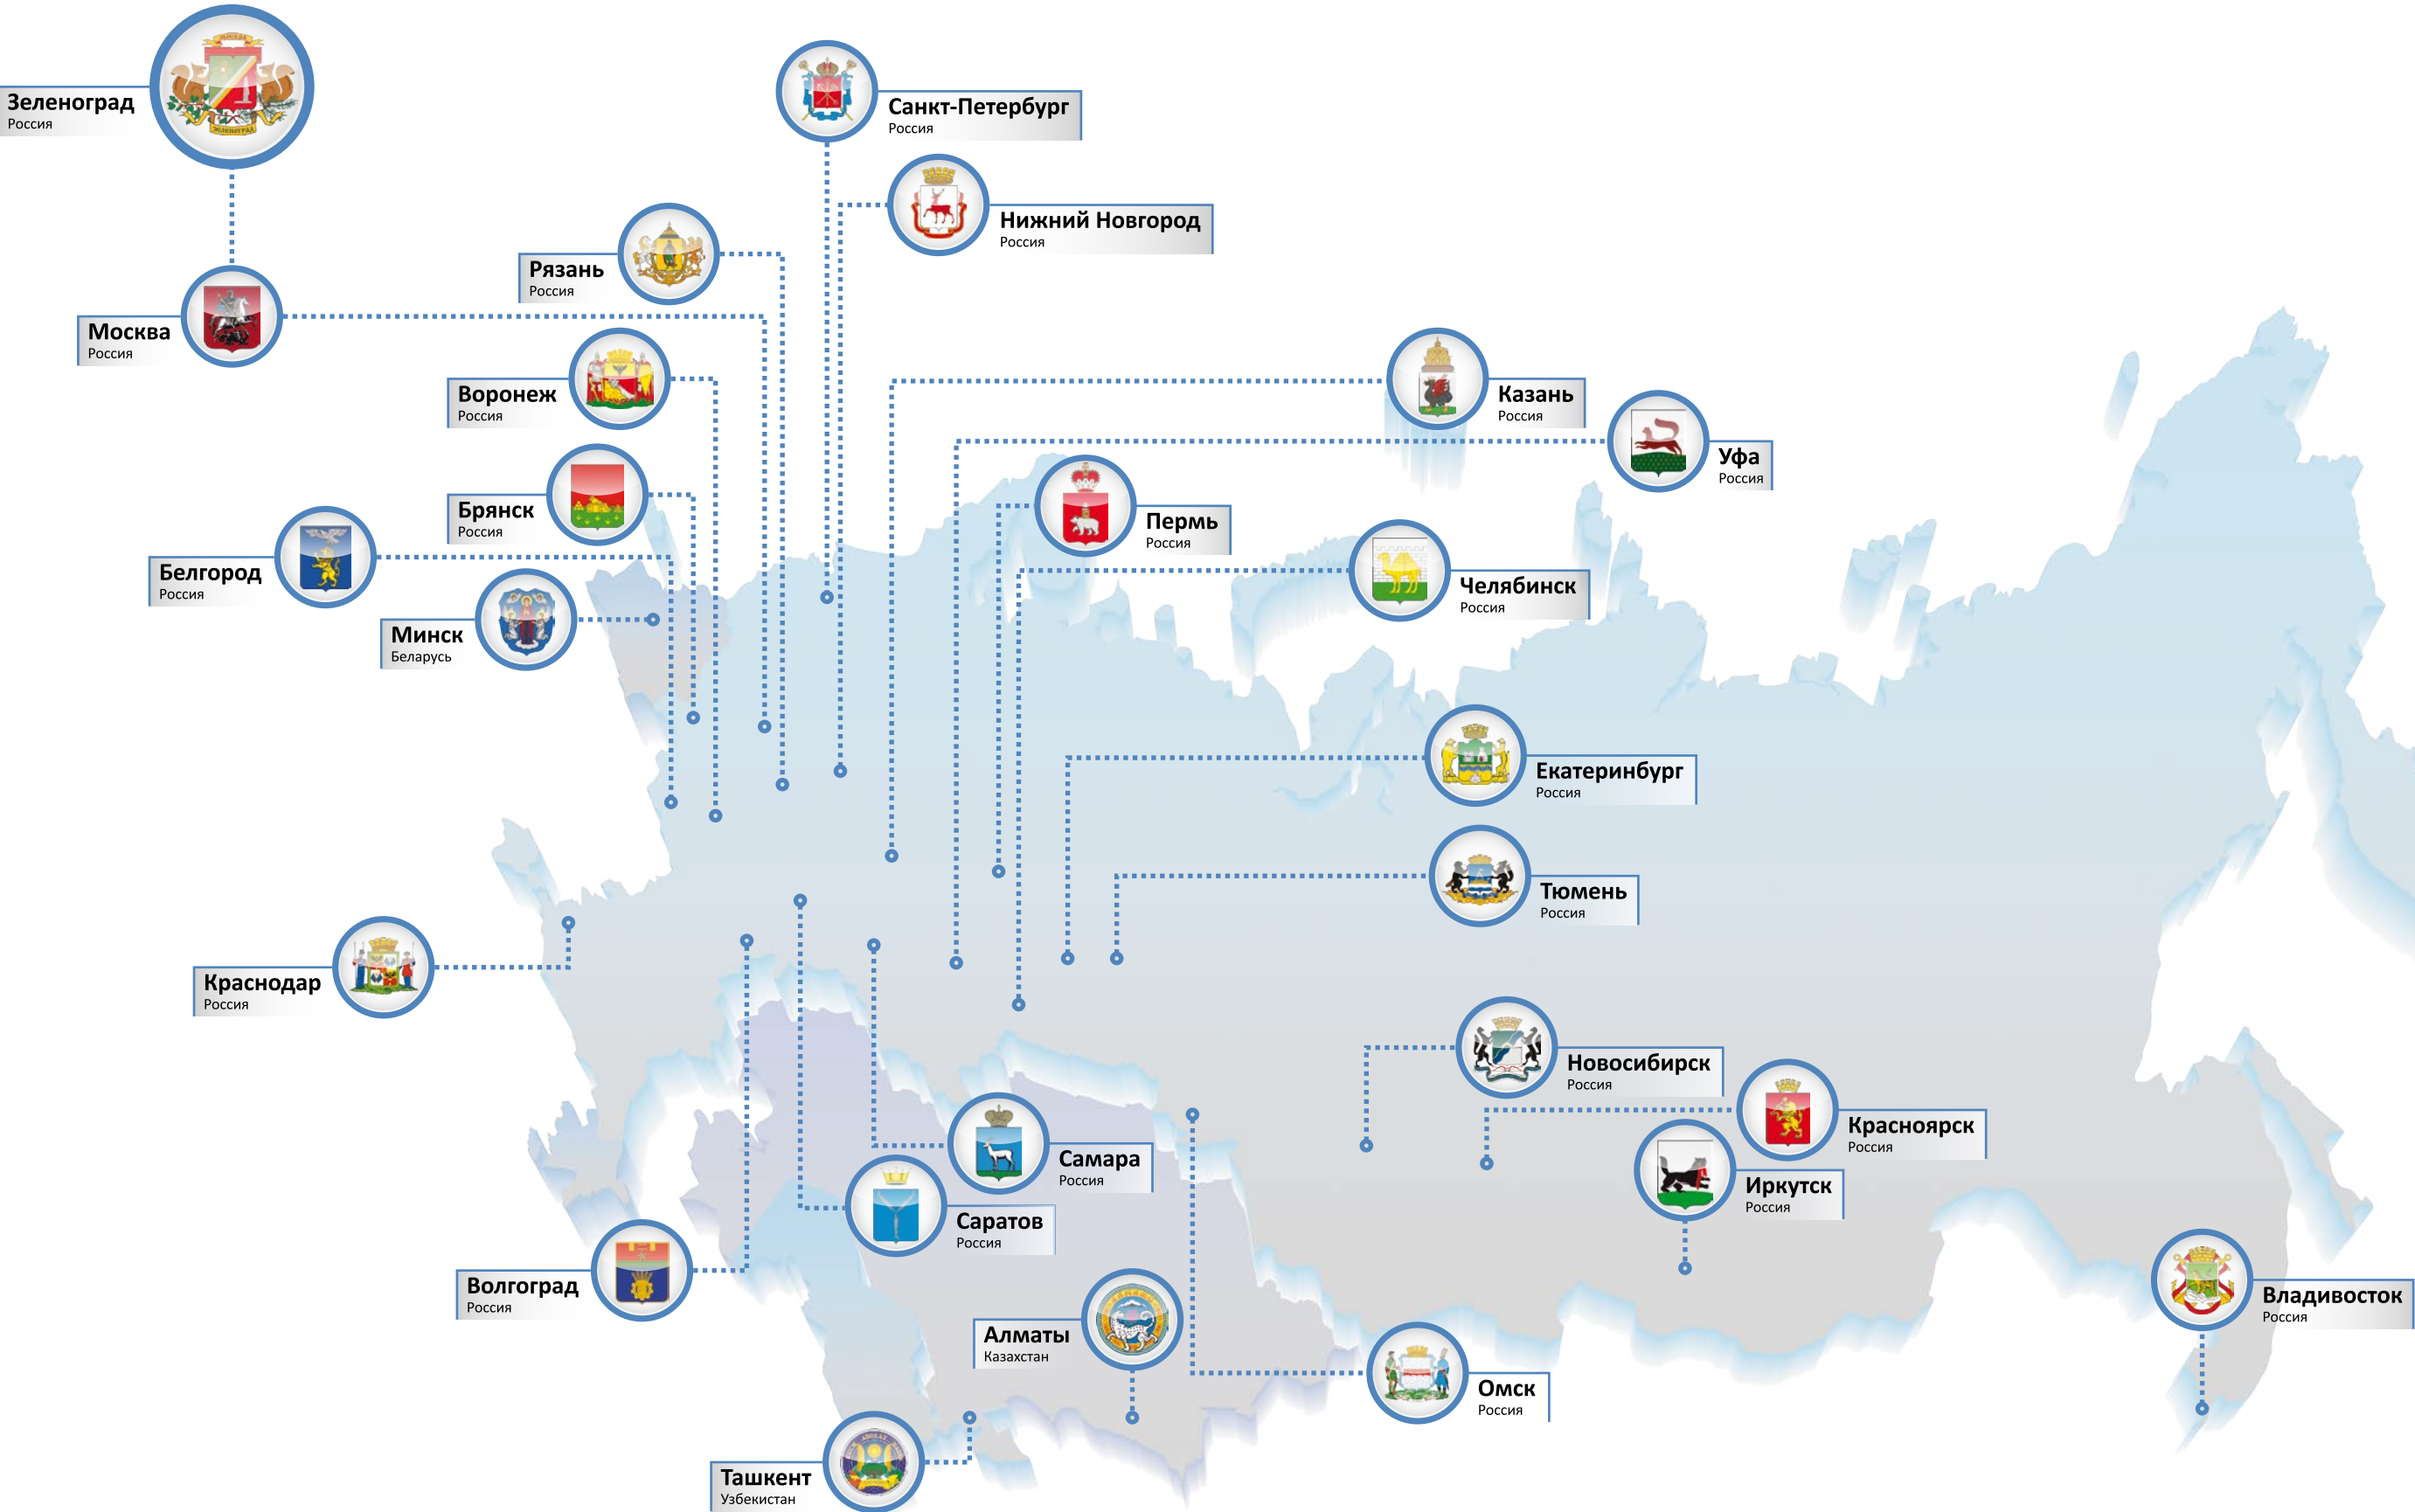 Зеленоград
Россия
Санкт-Петербург
Россия
Нижний Новгород
Россия
Рязань
Россия
Москва
Россия
Воронеж
Россия
Казань
Россия
Уфа
Россия
Брянск
Россия
Пермь
Россия
Белгород
Россия
Челябинск
Россия
Минск
Беларусь
Екатеринбург
Россия
Тюмень
Россия
Краснодар
Россия
Новосибирск
Россия
Красноярск
Россия
Самара
Россия
Иркутск
Россия
Саратов
Россия
Волгоград
Россия
Владивосток
Россия
Алматы
Казахстан
Омск
Россия
Ташкент
Узбекистан
МОСКВА
ЗЕЛЕНОГРАД